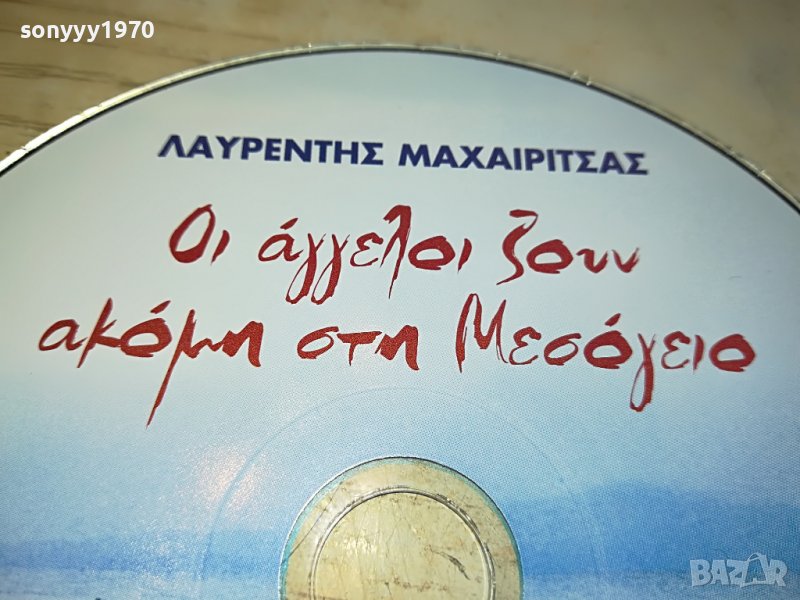 sonyyy1970
ΛΑΥΡΕΝΤΗΣ ΜΑΧΑΙΡΙΤΣΑΣ
Οι άγγελοι ζουν
ακόμη στη Μεσόγειο
BAZAR